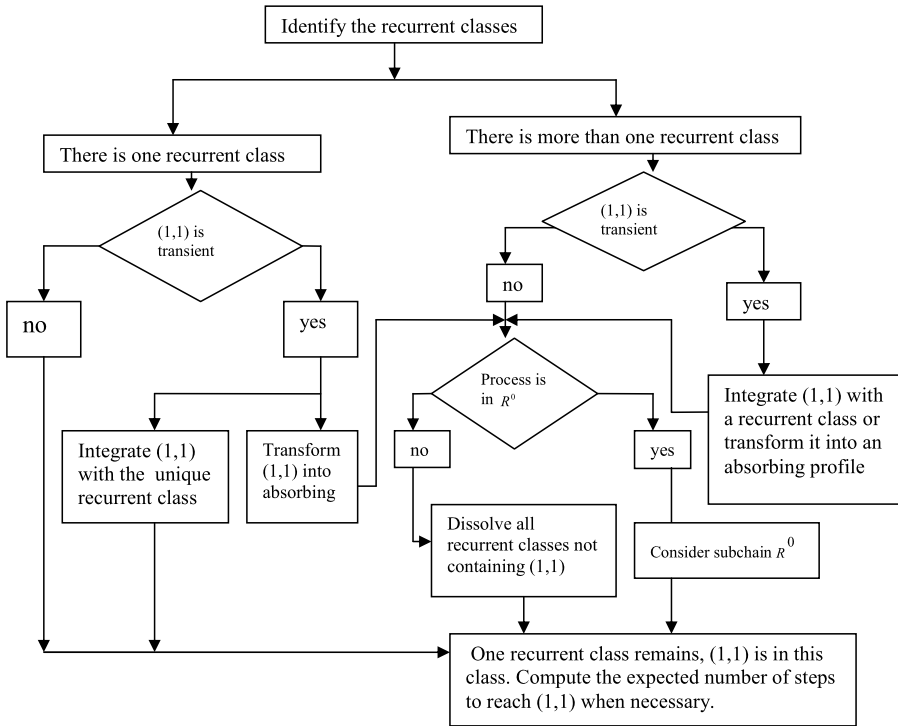 Identify the recurrent classes
There is one recurrent class
There is more than one recurrent class
(1,1) is
transient
(1,1) is
transient
no
yes
no
yes
Process is
in R⁰
no
yes
Integrate (1,1) with
a recurrent class or
transform it into an
absorbing profile
Integrate (1,1)
with the unique
recurrent class
Transform
(1,1) into
absorbing
Dissolve all
recurrent classes not
containing (1,1)
Consider subchain R⁰
One recurrent class remains, (1,1) is in this
class. Compute the expected number of steps
to reach (1,1) when necessary.